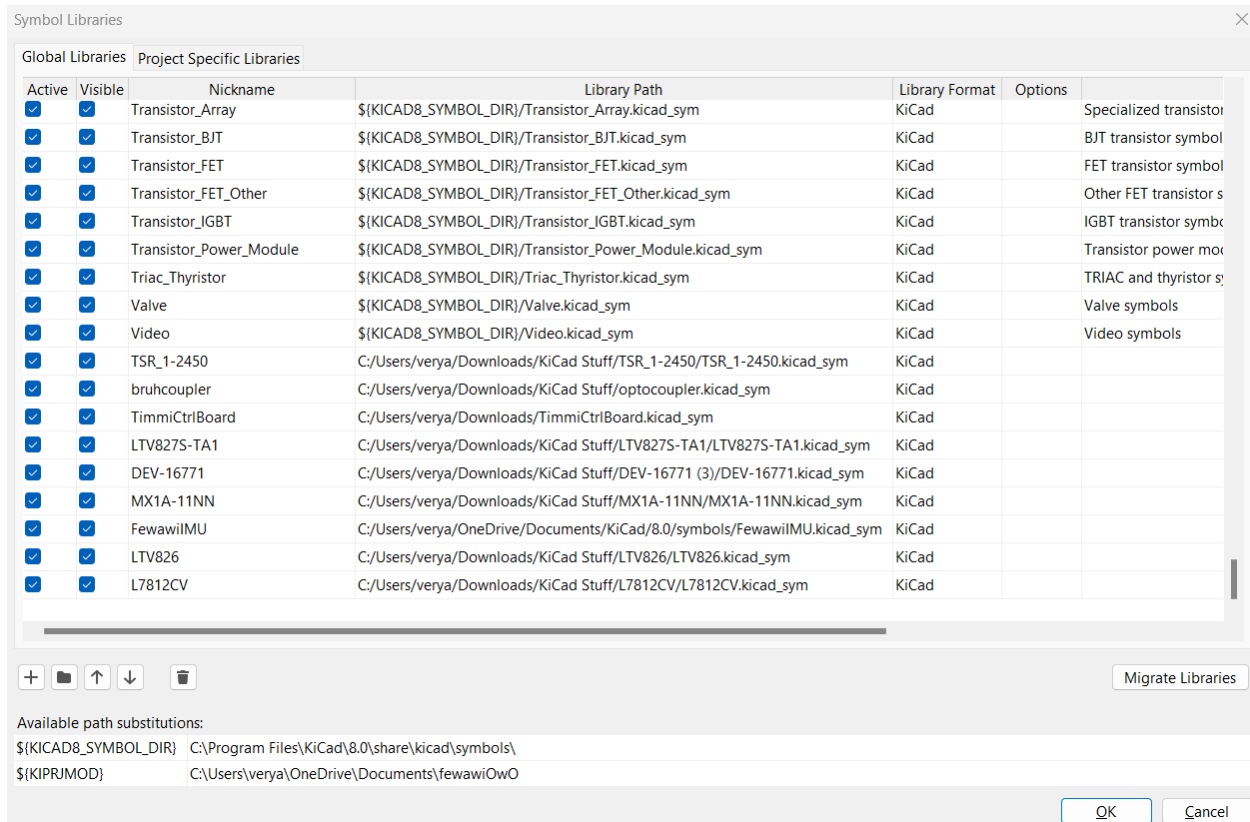 Symbol Libraries
Global Libraries Project Specific Libraries
Active Visible Nickname Library Path Library Format Options
Transistor_Array ${KICAD8_SYMBOL_DIR}/Transistor_Array.kicad_sym KiCad Specialized transistor
Transistor_BJT ${KICAD8_SYMBOL_DIR}/Transistor_BJT.kicad_sym KiCad BJT transistor symbol
Transistor_FET ${KICAD8_SYMBOL_DIR}/Transistor_FET.kicad_sym KiCad FET transistor symbol
Transistor_FET_Other ${KICAD8_SYMBOL_DIR}/Transistor_FET_Other.kicad_sym KiCad Other FET transistor s
Transistor_IGBT ${KICAD8_SYMBOL_DIR}/Transistor_IGBT.kicad_sym KiCad IGBT transistor symbo
Transistor_Power_Module ${KICAD8_SYMBOL_DIR}/Transistor_Power_Module.kicad_sym KiCad Transistor power mo
Triac_Thyristor ${KICAD8_SYMBOL_DIR}/Triac_Thyristor.kicad_sym KiCad TRIAC and thyristor s
Valve ${KICAD8_SYMBOL_DIR}/Valve.kicad_sym KiCad Valve symbols
Video ${KICAD8_SYMBOL_DIR}/Video.kicad_sym KiCad Video symbols
TSR_1-2450 C:/Users/verya/Downloads/KiCad Stuff/TSR_1-2450/TSR_1-2450.kicad_sym KiCad
bruhcoupler C:/Users/verya/Downloads/KiCad Stuff/optocoupler.kicad_sym KiCad
TimmiCtrlBoard C:/Users/verya/Downloads/TimmiCtrlBoard.kicad_sym KiCad
LTV827S-TA1 C:/Users/verya/Downloads/KiCad Stuff/LTV827S-TA1/LTV827S-TA1.kicad_sym KiCad
DEV-16771 C:/Users/verya/Downloads/KiCad Stuff/DEV-16771 (3)/DEV-16771.kicad_sym KiCad
MX1A-11NN C:/Users/verya/Downloads/KiCad Stuff/MX1A-11NN/MX1A-11NN.kicad_sym KiCad
FewawiIMU C:/Users/verya/OneDrive/Documents/KiCad/8.0/symbols/FewawiIMU.kicad_sym KiCad
LTV826 C:/Users/verya/Downloads/KiCad Stuff/LTV826/LTV826.kicad_sym KiCad
L7812CV C:/Users/verya/Downloads/KiCad Stuff/L7812CV/L7812CV.kicad_sym KiCad
Migrate Libraries
Available path substitutions:
${KICAD8_SYMBOL_DIR} C:\Program Files\KiCad\8.0\share\kicad\symbols\
${KIPRJMOD} C:\Users\verya\OneDrive\Documents\fewawiOwO
OK Cancel